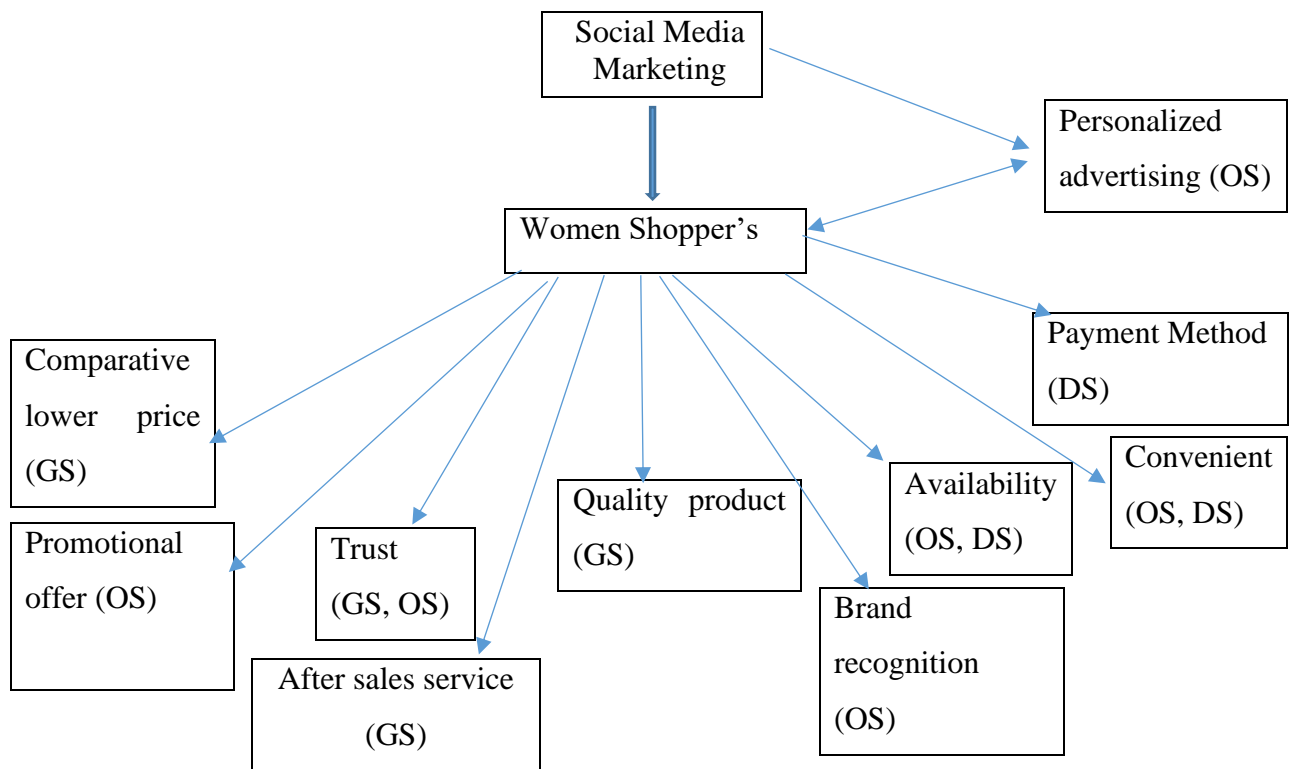 Social Media
Marketing
Personalized
advertising (OS)
Women Shopper’s
Payment Method
(DS)
Comparative
lower price
(GS)
Convenient
(OS, DS)
Availability
(OS, DS)
Quality product
(GS)
Promotional
offer (OS)
Trust
(GS, OS)
Brand
recognition
(OS)
After sales service
(GS)